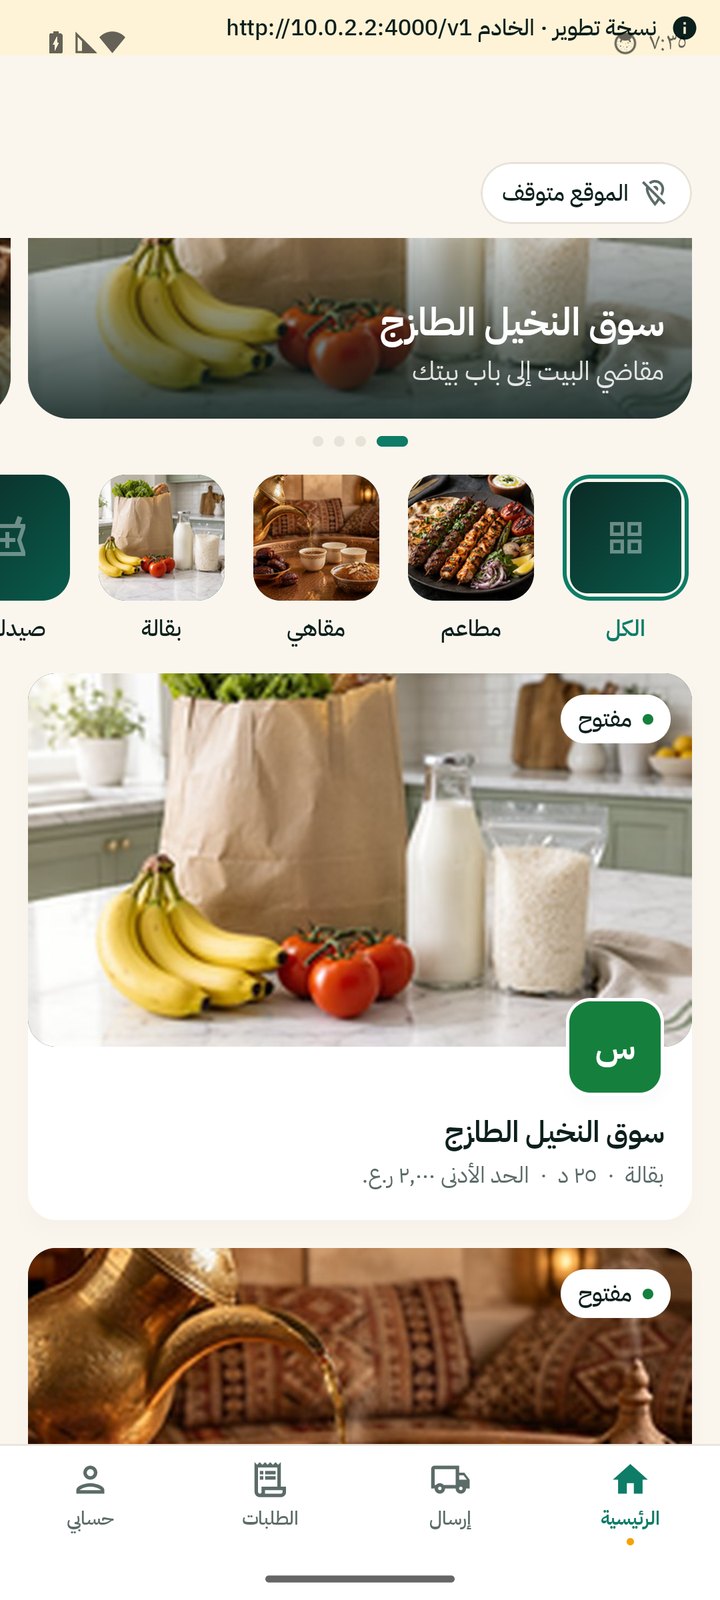 نسخة تطوير · الخادم http://10.0.2.2:4000/v1
٧:٣٥
الموقع متوقف
سوق النخيل الطازج
مقاضي البيت إلى باب بيتك
الكل
مطاعم
مقاهي
بقالة
مفتوح
س
سوق النخيل الطازج
بقالة · ٢٥ د · الحد الأدنى ٢,٠٠٠ ر.ع.
مفتوح
الرئيسية
إرسال
الطلبات
حسابي